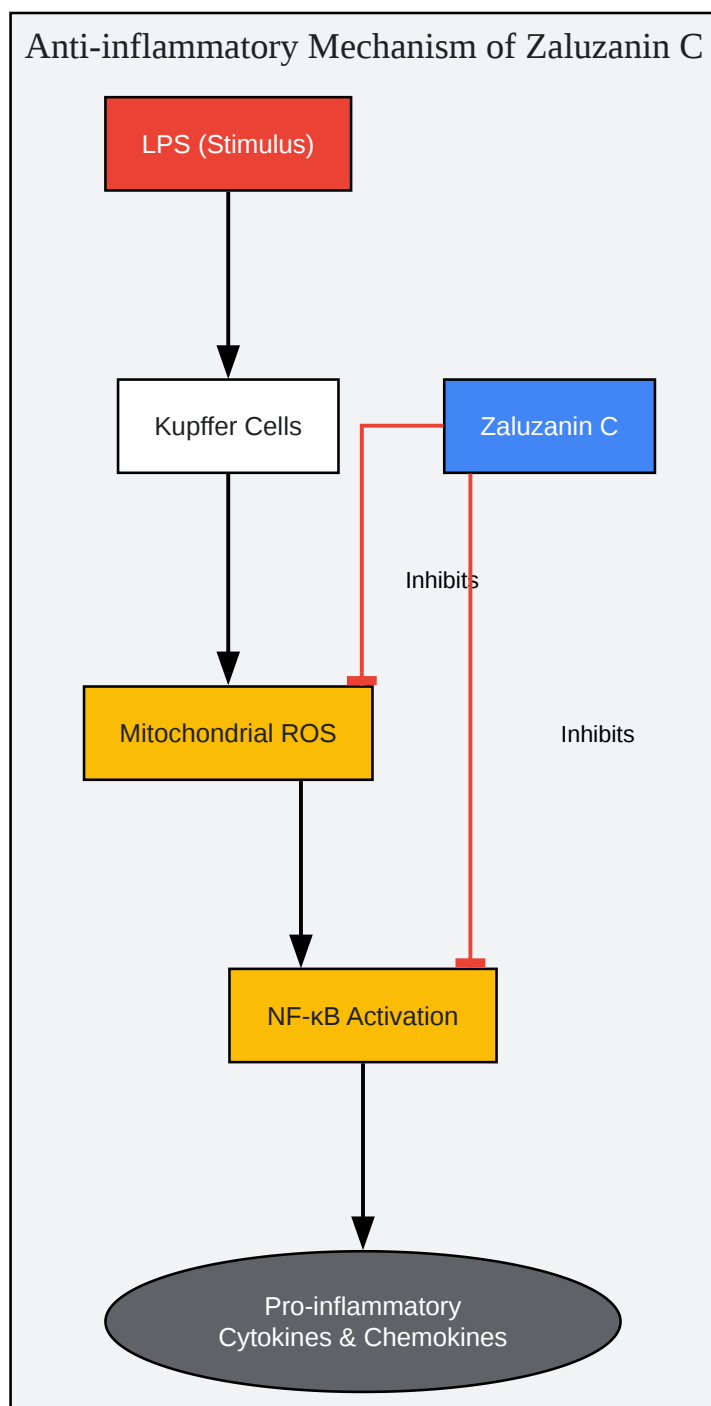 Anti-inflammatory Mechanism of Zaluzanin C
LPS (Stimulus)
Kupffer Cells
Zaluzanin C
Inhibits
Mitochondrial ROS
Inhibits
NF-κB Activation
Pro-inflammatory
Cytokines & Chemokines